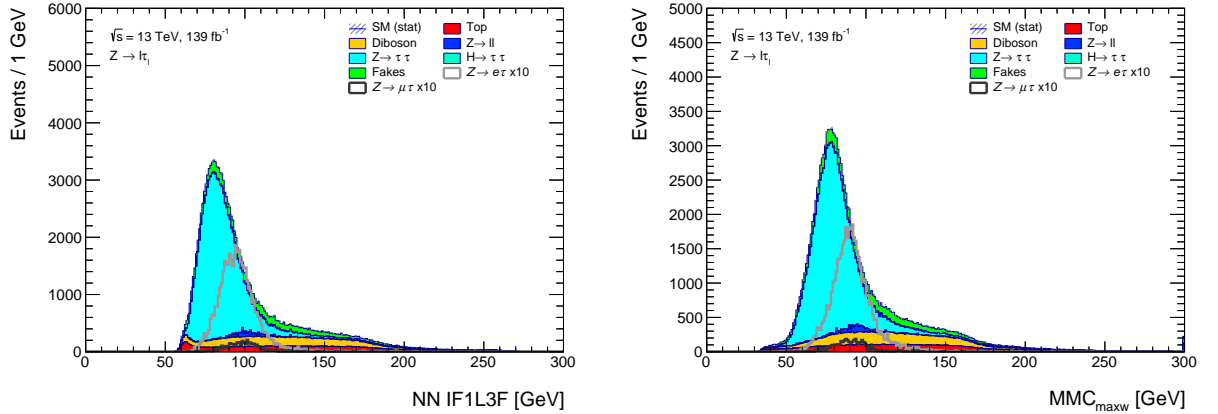 Events / 1 GeV
6000
5000
4000
3000
2000
1000
0
√s = 13 TeV, 139 fb⁻¹
Z → lτₗ
SM (stat) Top
Diboson Z→ ll
Z→ τ τ H→ τ τ
Fakes Z→ eτ x10
Z→ μτ x10
0 50 100 150 200 250 300
NN IF1L3F [GeV]
Events / 1 GeV
5000
4500
4000
3500
3000
2500
2000
1500
1000
500
0
√s = 13 TeV, 139 fb⁻¹
Z → lτₗ
SM (stat) Top
Diboson Z→ ll
Z→ τ τ H→ τ τ
Fakes Z→ eτ x10
Z→ μτ x10
0 50 100 150 200 250 300
MMCmaxw [GeV]